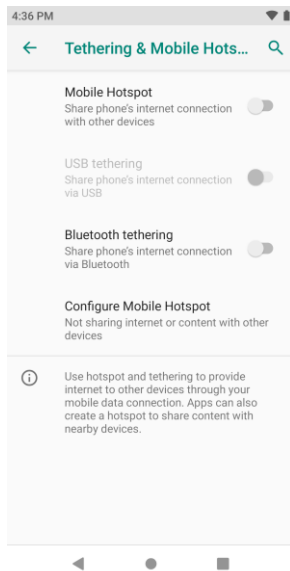 4:36 PM
Tethering & Mobile Hots...
Mobile Hotspot
Share phone's internet connection
with other devices
USB tethering
Share phone's internet connection
via USB
Bluetooth tethering
Share phone's internet connection
via Bluetooth
Configure Mobile Hotspot
Not sharing internet or content with other
devices
Use hotspot and tethering to provide
internet to other devices through your
mobile data connection. Apps can also
create a hotspot to share content with
nearby devices.